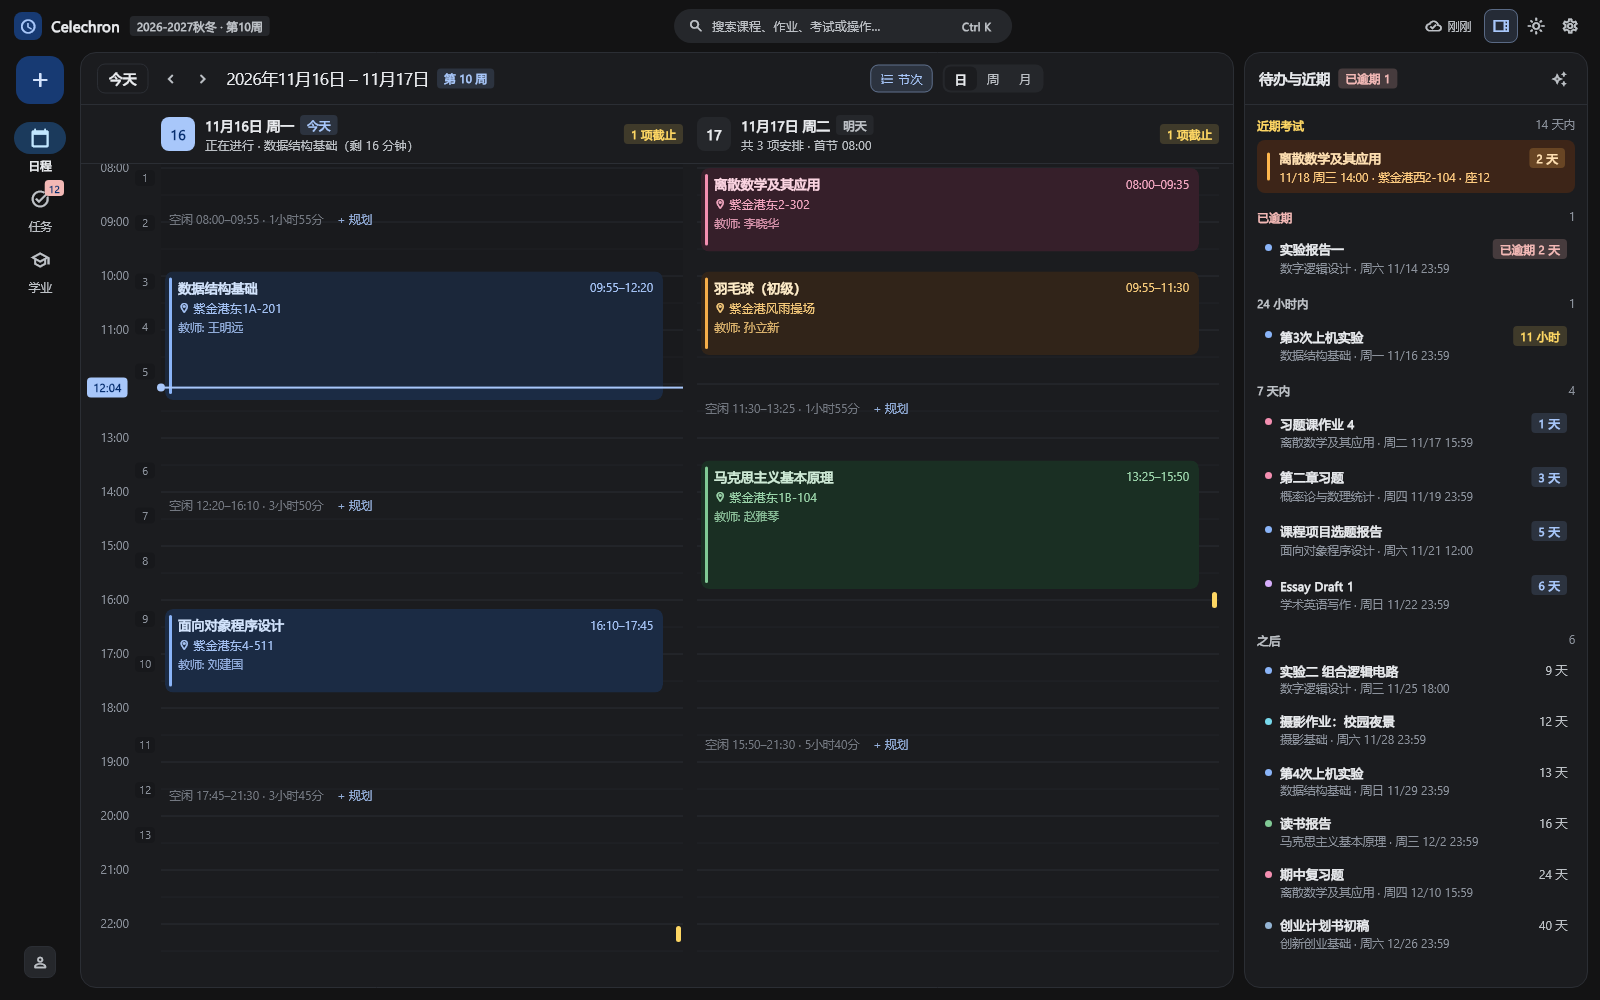 Celechron
2026-2027秋冬 · 第10周
搜索课程、作业、考试或操作...
Ctrl K
刚刚
日程
12
任务
学业
今天
2026年11月16日 – 11月17日
第 10 周
节次
日
周
月
16
11月16日 周一
今天
正在进行 · 数据结构基础（剩 16 分钟）
1 项截止
17
11月17日 周二
明天
共 3 项安排 · 首节 08:00
1 项截止
08:00
09:00
10:00
11:00
12:04
13:00
14:00
15:00
16:00
17:00
18:00
19:00
20:00
21:00
22:00
1
2
3
4
5
6
7
8
9
10
11
12
13
空闲 08:00–09:55 · 1小时55分
+ 规划
数据结构基础
09:55–12:20
紫金港东1A-201
教师: 王明远
空闲 12:20–16:10 · 3小时50分
+ 规划
面向对象程序设计
16:10–17:45
紫金港东4-511
教师: 刘建国
空闲 17:45–21:30 · 3小时45分
+ 规划
离散数学及其应用
08:00–09:35
紫金港东2-302
教师: 李晓华
羽毛球（初级）
09:55–11:30
紫金港风雨操场
教师: 孙立新
空闲 11:30–13:25 · 1小时55分
+ 规划
马克思主义基本原理
13:25–15:50
紫金港东1B-104
教师: 赵雅琴
空闲 15:50–21:30 · 5小时40分
+ 规划
待办与近期
已逾期 1
近期考试
14 天内
离散数学及其应用
2 天
11/18 周三 14:00 · 紫金港西2-104 · 座12
已逾期
1
实验报告一
已逾期 2 天
数字逻辑设计 · 周六 11/14 23:59
24 小时内
1
第3次上机实验
11 小时
数据结构基础 · 周一 11/16 23:59
7 天内
4
习题课作业 4
1 天
离散数学及其应用 · 周二 11/17 15:59
第二章习题
3 天
概率论与数理统计 · 周四 11/19 23:59
课程项目选题报告
5 天
面向对象程序设计 · 周六 11/21 12:00
Essay Draft 1
6 天
学术英语写作 · 周日 11/22 23:59
之后
6
实验二 组合逻辑电路
9 天
数字逻辑设计 · 周三 11/25 18:00
摄影作业：校园夜景
12 天
摄影基础 · 周六 11/28 23:59
第4次上机实验
13 天
数据结构基础 · 周日 11/29 23:59
读书报告
16 天
马克思主义基本原理 · 周三 12/2 23:59
期中复习题
24 天
离散数学及其应用 · 周四 12/10 15:59
创业计划书初稿
40 天
创新创业基础 · 周六 12/26 23:59